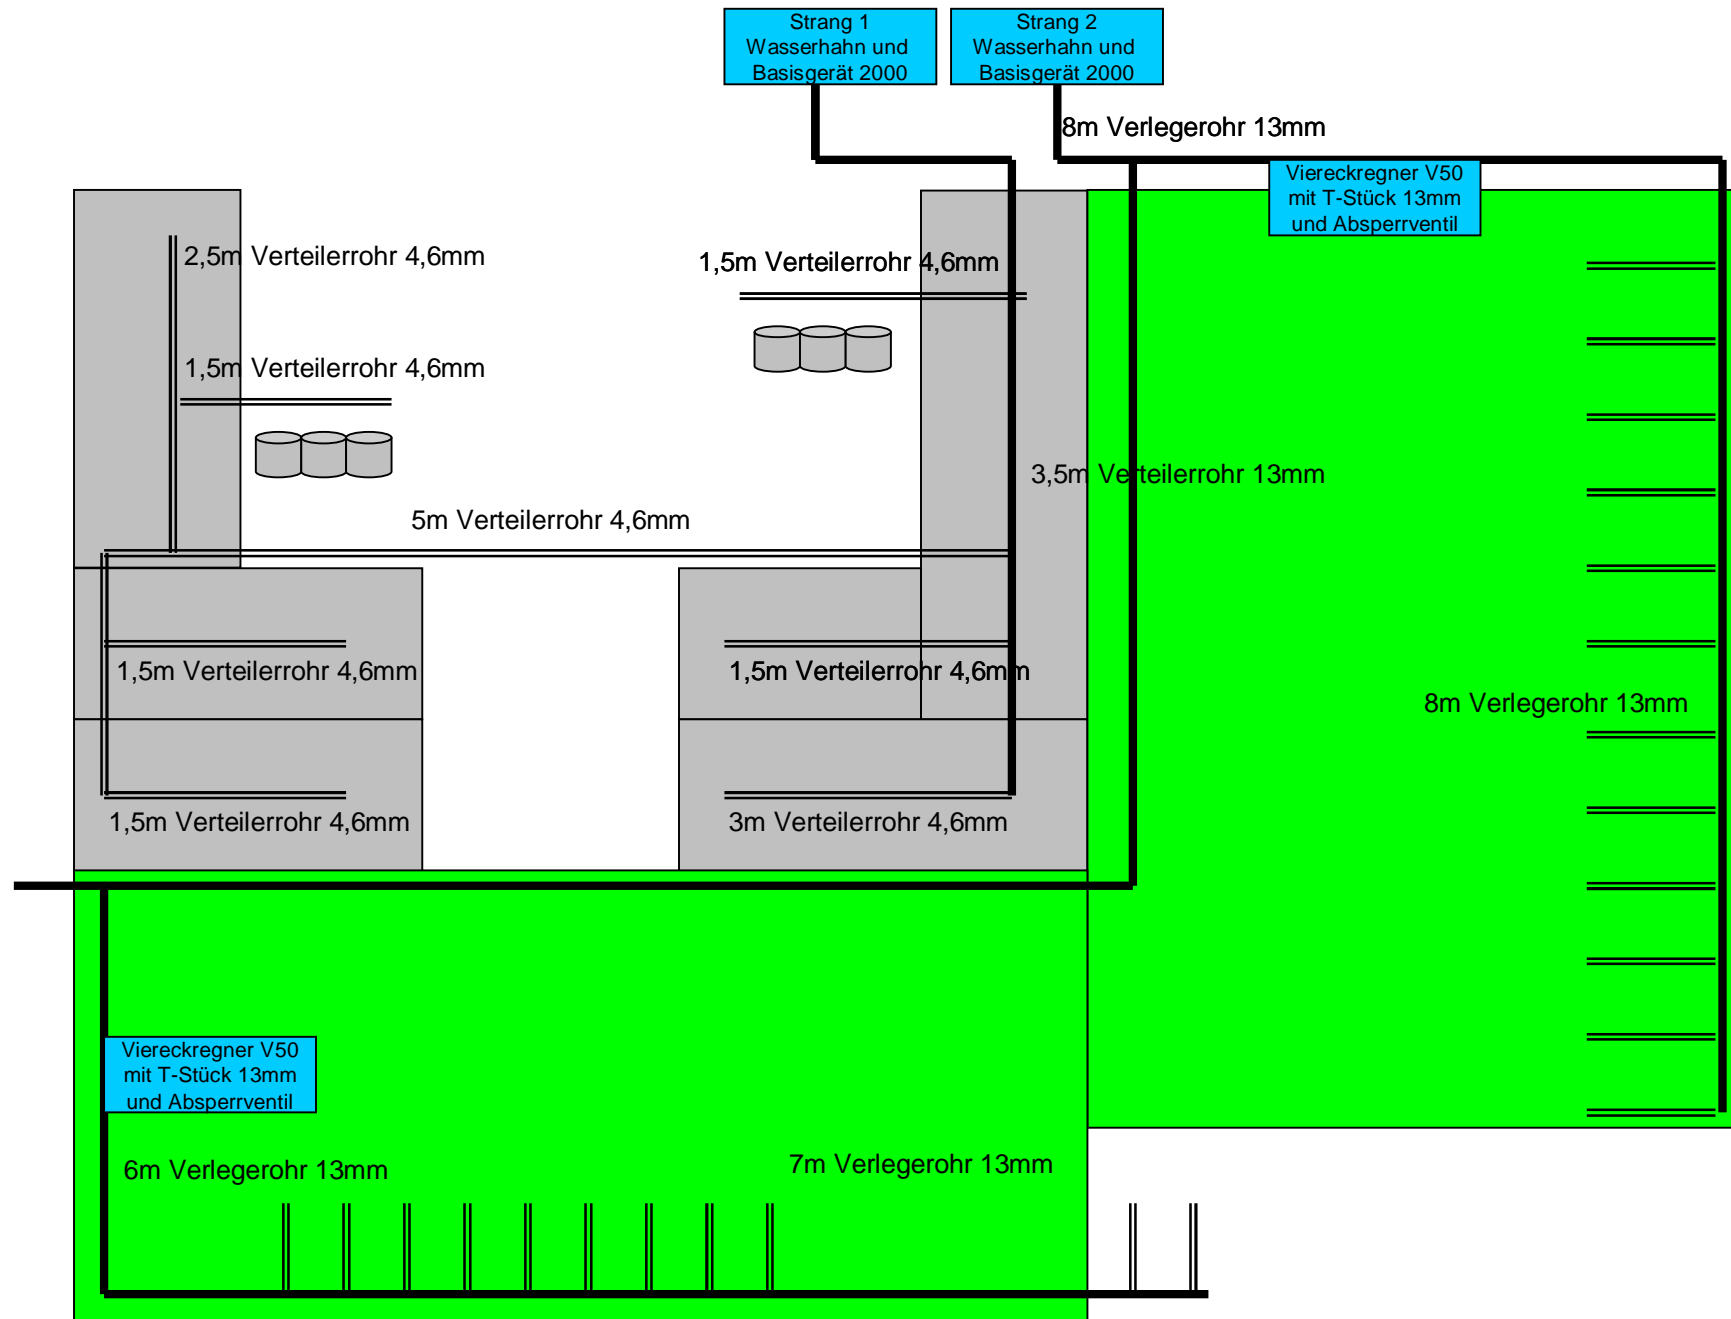 Strang 1
Wasserhahn und
Basisgerät 2000
Strang 2
Wasserhahn und
Basisgerät 2000
8m Verlegerohr 13mm
Viereckregner V50
mit T-Stück 13mm
und Absperrventil
2,5m Verteilerrohr 4,6mm
1,5m Verteilerrohr 4,6mm
1,5m Verteilerrohr 4,6mm
3,5m Verteilerrohr 13mm
5m Verteilerrohr 4,6mm
1,5m Verteilerrohr 4,6mm
1,5m Verteilerrohr 4,6mm
8m Verlegerohr 13mm
1,5m Verteilerrohr 4,6mm
3m Verteilerrohr 4,6mm
Viereckregner V50
mit T-Stück 13mm
und Absperrventil
6m Verlegerohr 13mm
7m Verlegerohr 13mm